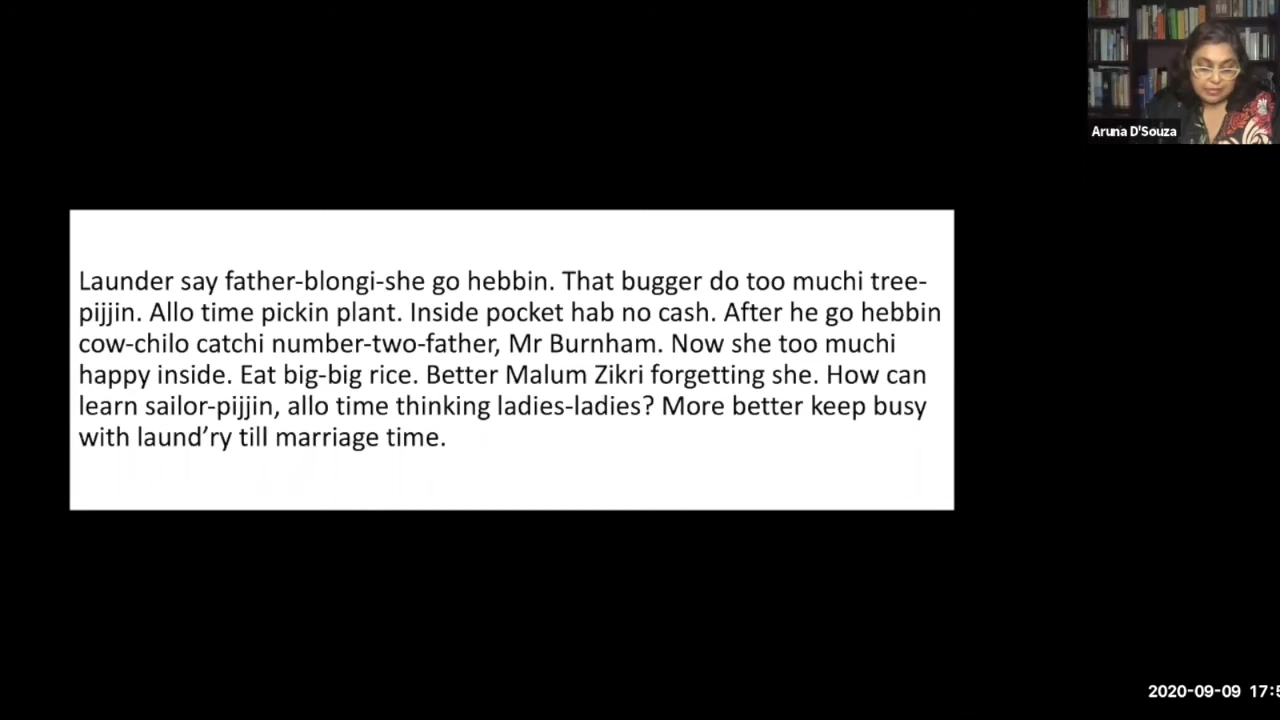 Aruna D'Souza
Launder say father-blongi-she go hebbin. That bugger do too muchi tree-
pijjin. Allo time pickin plant. Inside pocket hab no cash. After he go hebbin
cow-chilo catchi number-two-father, Mr Burnham. Now she too muchi
happy inside. Eat big-big rice. Better Malum Zikri forgetting she. How can
learn sailor-pijjin, allo time thinking ladies-ladies? More better keep busy
with laund’ry till marriage time.
2020-09-09 17:5